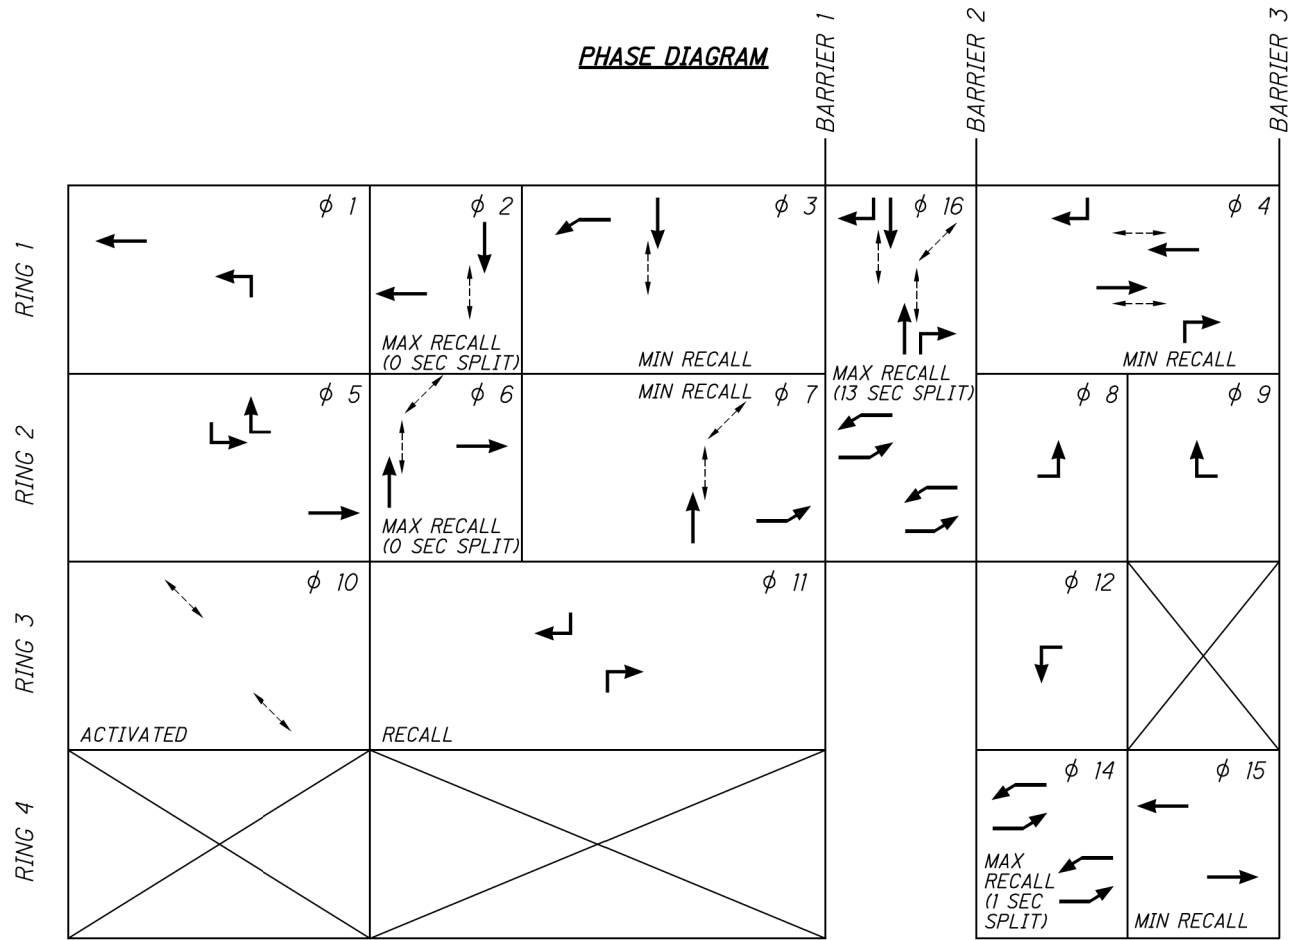 PHASE DIAGRAM
BARRIER 1
BARRIER 2
BARRIER 3
RING 1
ϕ 1
ϕ 2
MAX RECALL
(0 SEC SPLIT)
ϕ 3
MIN RECALL
ϕ 16
MAX RECALL
(13 SEC SPLIT)
ϕ 4
MIN RECALL
RING 2
ϕ 5
ϕ 6
MAX RECALL
(0 SEC SPLIT)
MIN RECALL
ϕ 7
ϕ 8
ϕ 9
RING 3
ϕ 10
ACTIVATED
ϕ 11
RECALL
ϕ 12
RING 4
ϕ 14
MAX
RECALL
(1 SEC
SPLIT)
ϕ 15
MIN RECALL